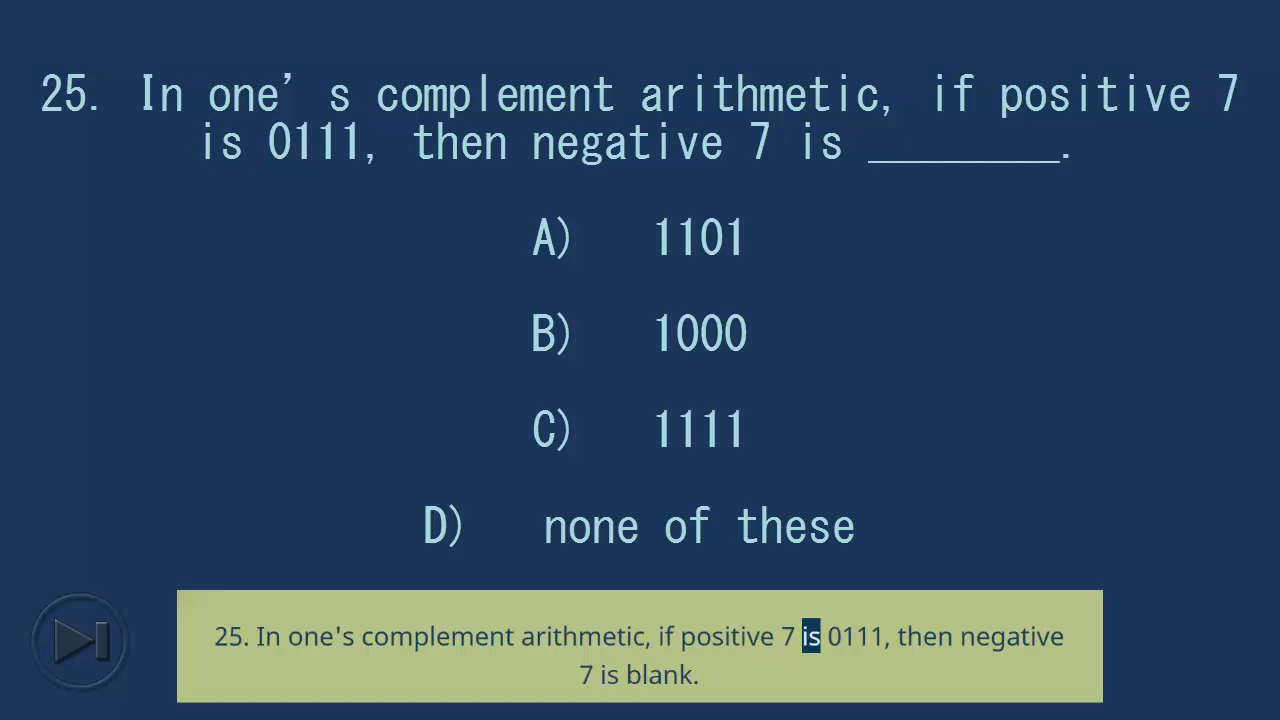 25. In one’s complement arithmetic, if positive 7
is 0111, then negative 7 is ________.
A) 1101
B) 1000
C) 1111
D) none of these
25. In one's complement arithmetic, if positive 7 is 0111, then negative
7 is blank.